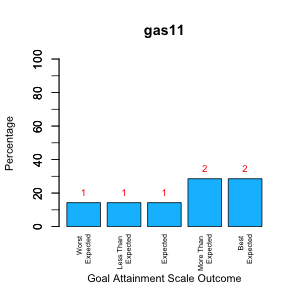 gas11
Percentage
100
80
60
40
20
0
1
1
1
2
2
Worst
Expected
Less Than
Expected
Expected
More Than
Expected
Best
Expected
Goal Attainment Scale Outcome